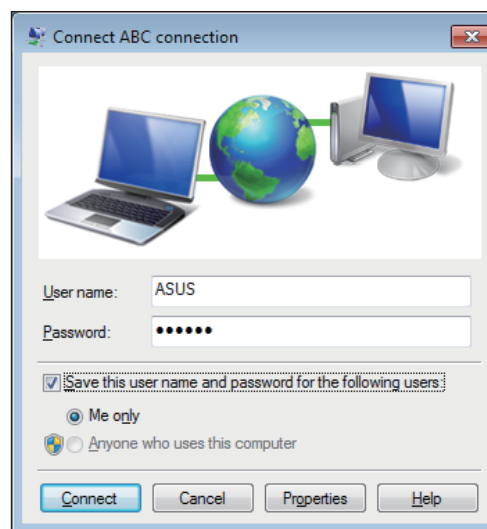 Connect ABC connection
User name: ASUS
Password: ••••••
Save this user name and password for the following users:
Me only
Anyone who uses this computer
Connect Cancel Properties Help